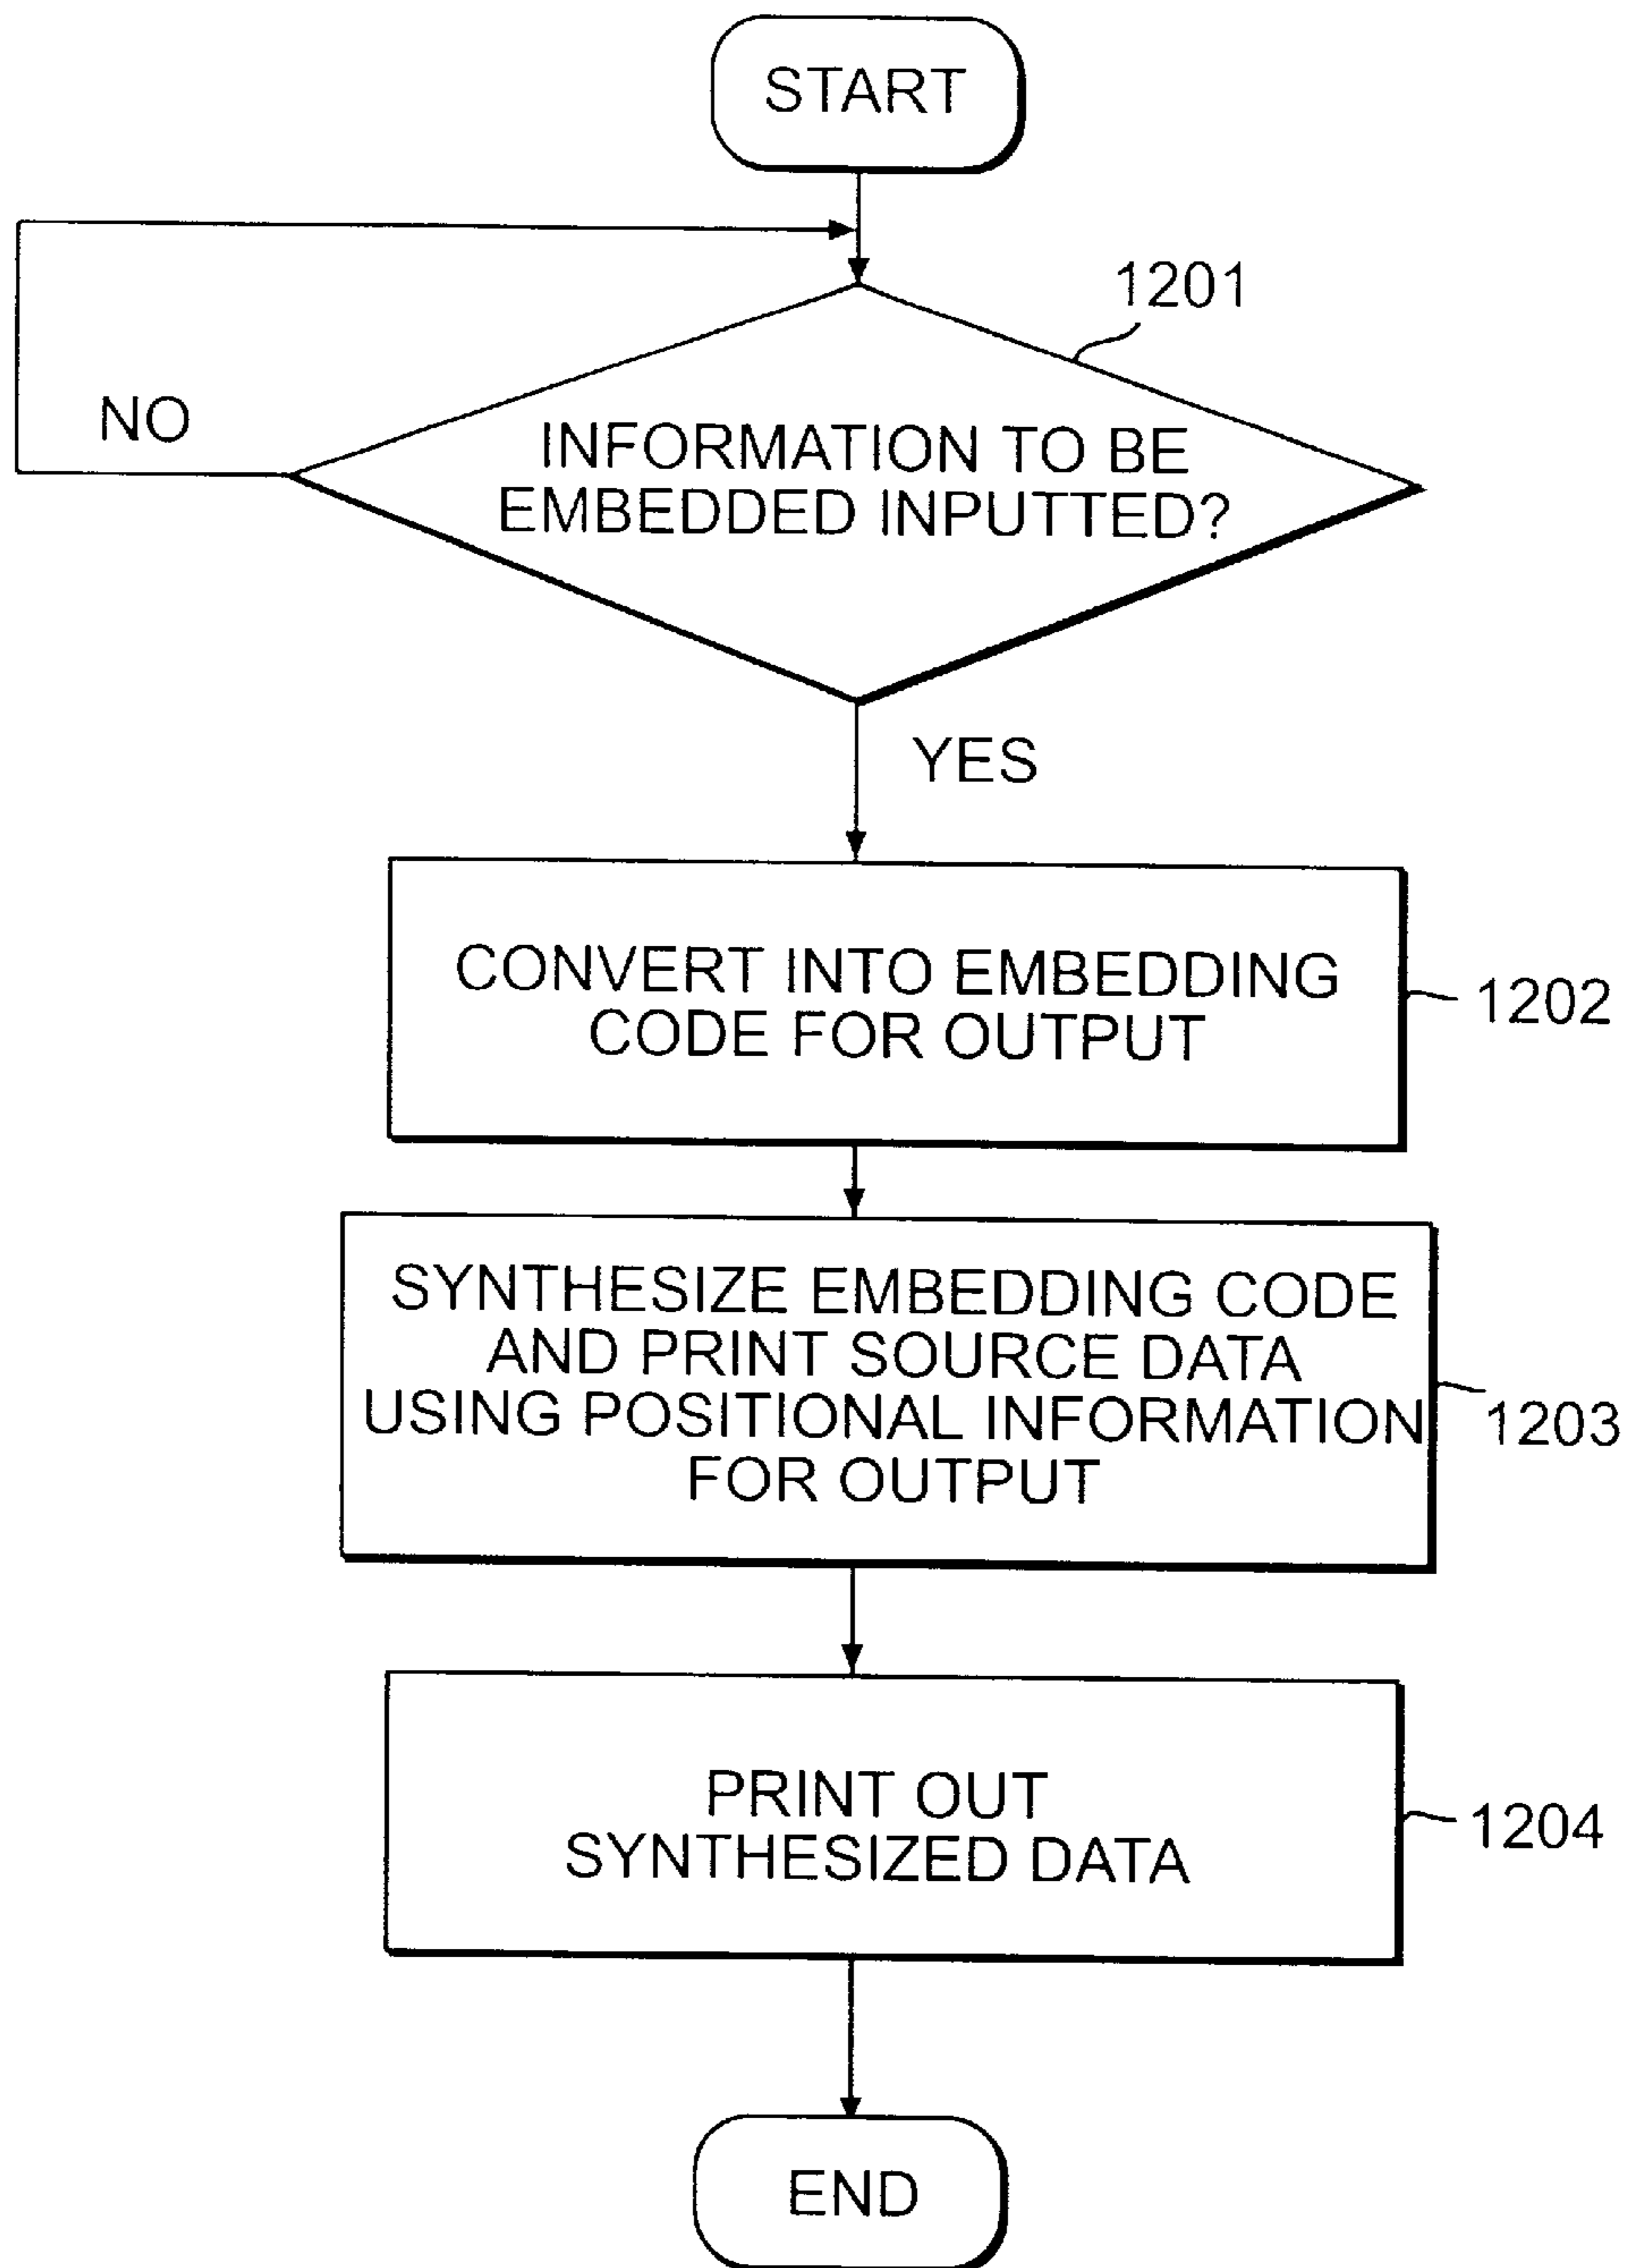 START
1201
NO
INFORMATION TO BE
EMBEDDED INPUTTED?
YES
CONVERT INTO EMBEDDING
CODE FOR OUTPUT
1202
SYNTHESIZE EMBEDDING CODE
AND PRINT SOURCE DATA
USING POSITIONAL INFORMATION
FOR OUTPUT
1203
PRINT OUT
SYNTHESIZED DATA
1204
END